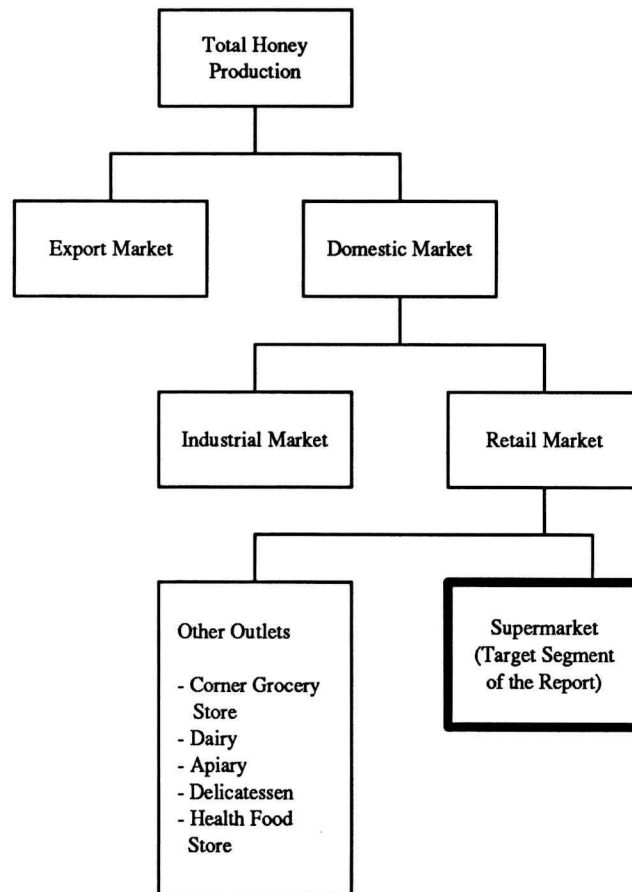 Total Honey
Production
Export Market
Domestic Market
Industrial Market
Retail Market
Other Outlets
- Corner Grocery
Store
- Dairy
- Apiary
- Delicatessen
- Health Food
Store
Supermarket
(Target Segment
of the Report)